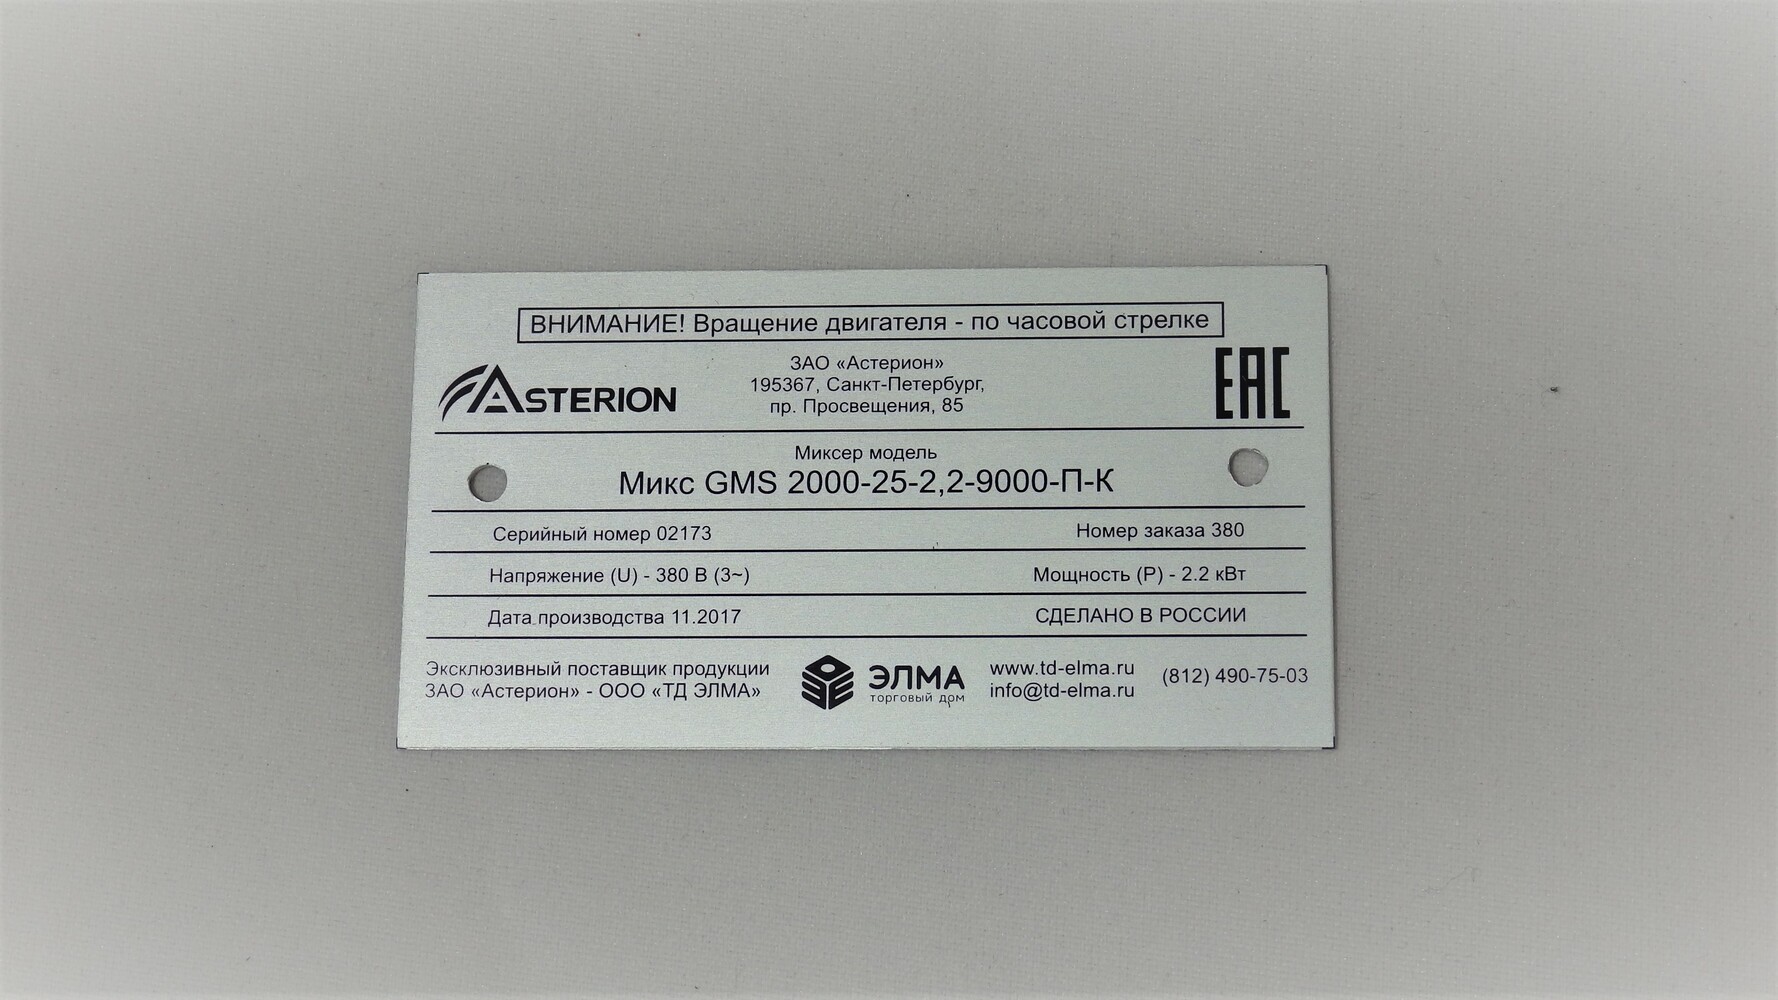 ВНИМАНИЕ! Вращение двигателя - по часовой стрелке
ASTERION
ЗАО «Астерион»
195367, Санкт-Петербург,
пр. Просвещения, 85
EAC
Миксер модель
Микс GMS 2000-25-2,2-9000-П-К
Серийный номер 02173 Номер заказа 380
Напряжение (U) - 380 В (3~) Мощность (P) - 2.2 кВт
Дата производства 11.2017 СДЕЛАНО В РОССИИ
Эксклюзивный поставщик продукции
ЗАО «Астерион» - ООО «ТД ЭЛМА»
ЭЛМА
торговый дом
www.td-elma.ru
info@td-elma.ru
(812) 490-75-03